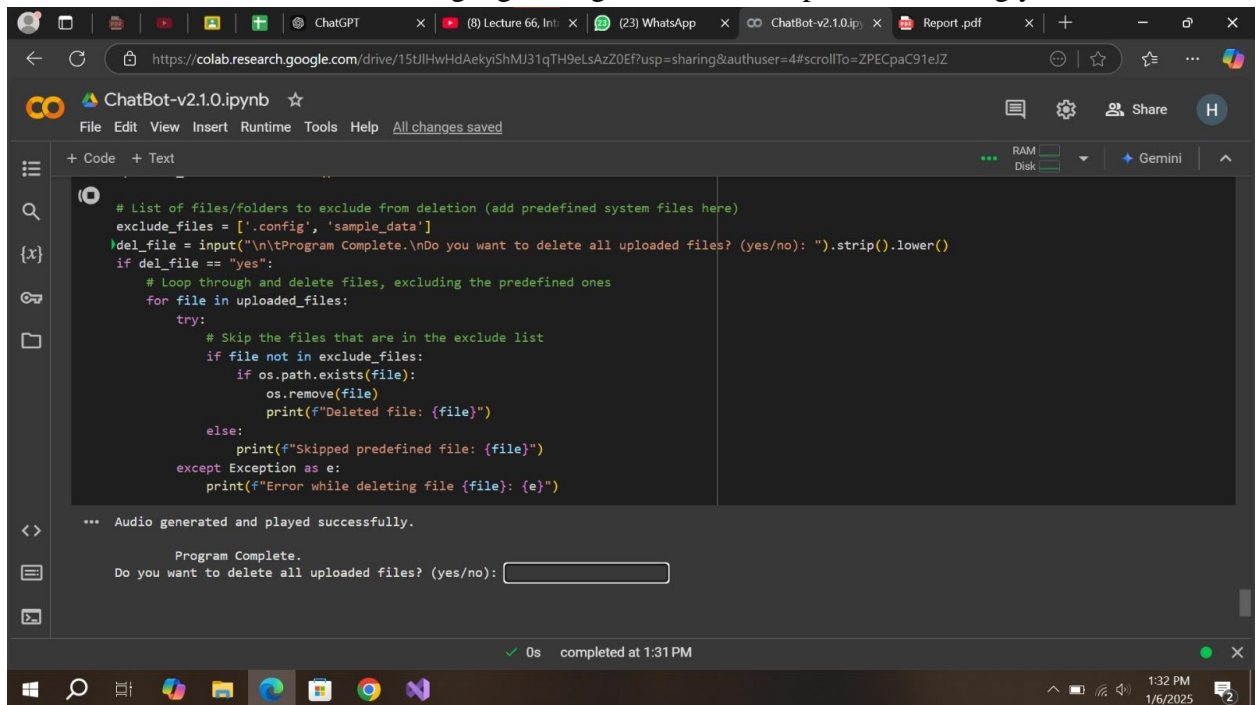 ChatGPT
(8) Lecture 66, Int
(23) WhatsApp
ChatBot-v2.1.0.ipy
Report .pdf
https://colab.research.google.com/drive/15tJlHwHdAekyiShMJ31qTH9eLsAzZ0Ef?usp=sharing&authuser=4#scrollTo=ZPECpaC91eJZ
CO ChatBot-v2.1.0.ipynb
File Edit View Insert Runtime Tools Help All changes saved
Share H
+ Code + Text
RAM
Disk
Gemini
# List of files/folders to exclude from deletion (add predefined system files here)
exclude_files = ['.config', 'sample_data']
del_file = input("\n\tProgram Complete.\nDo you want to delete all uploaded files? (yes/no): ").strip().lower()
if del_file == "yes":
# Loop through and delete files, excluding the predefined ones
for file in uploaded_files:
try:
# Skip the files that are in the exclude list
if file not in exclude_files:
if os.path.exists(file):
os.remove(file)
print(f"Deleted file: {file}")
else:
print(f"Skipped predefined file: {file}")
except Exception as e:
print(f"Error while deleting file {file}: {e}")
... Audio generated and played successfully.
Program Complete.
Do you want to delete all uploaded files? (yes/no):
✓ 0s completed at 1:31 PM
1:32 PM
1/6/2025
2